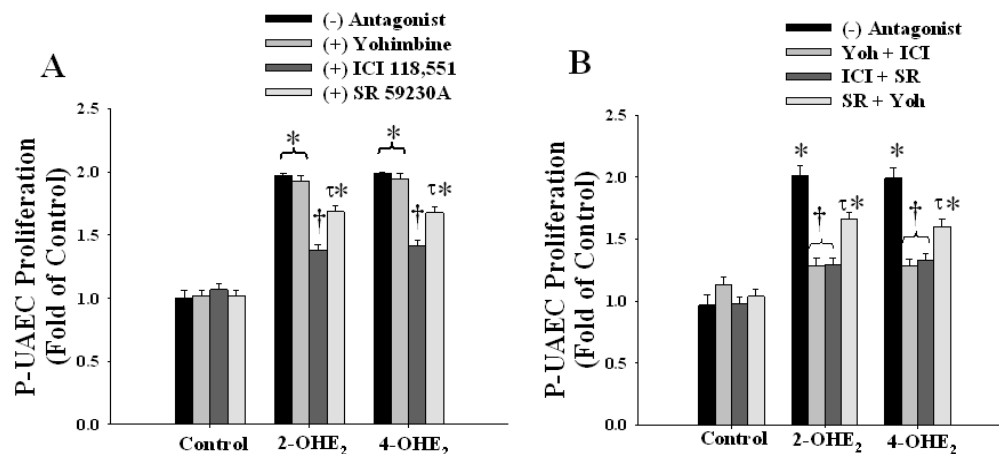 A
(-) Antagonist
(+) Yohimbine
(+) ICI 118,551
(+) SR 59230A
P-UAEC Proliferation
(Fold of Control)
2.5
2.0
1.5
1.0
0.5
0.0
*
*
†
τ*
†
τ*
Control
2-OHE₂
4-OHE₂
B
(-) Antagonist
Yoh + ICI
ICI + SR
SR + Yoh
P-UAEC Proliferation
(Fold of Control)
2.5
2.0
1.5
1.0
0.5
0.0
*
*
†
τ*
†
τ*
Control
2-OHE₂
4-OHE₂